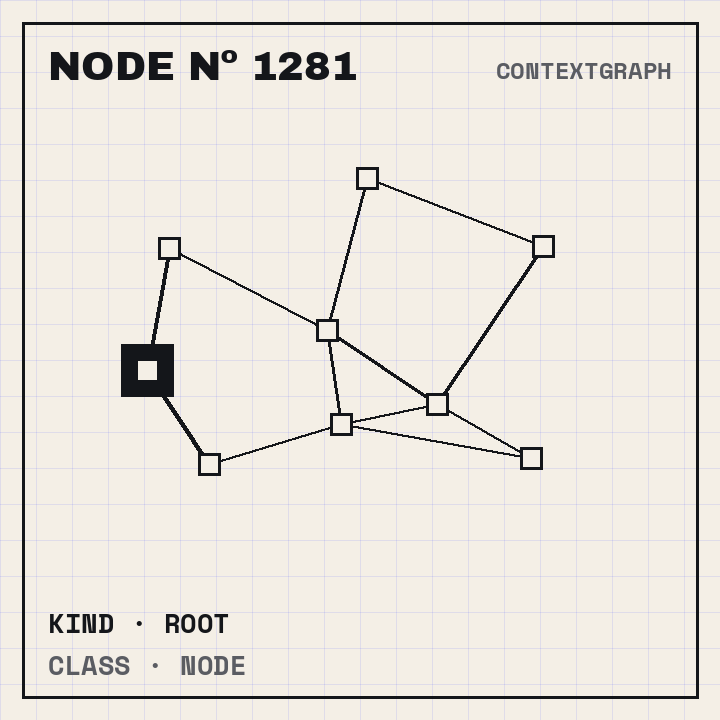 NODE Nº 1281
CONTEXTGRAPH
KIND · ROOT
CLASS · NODE